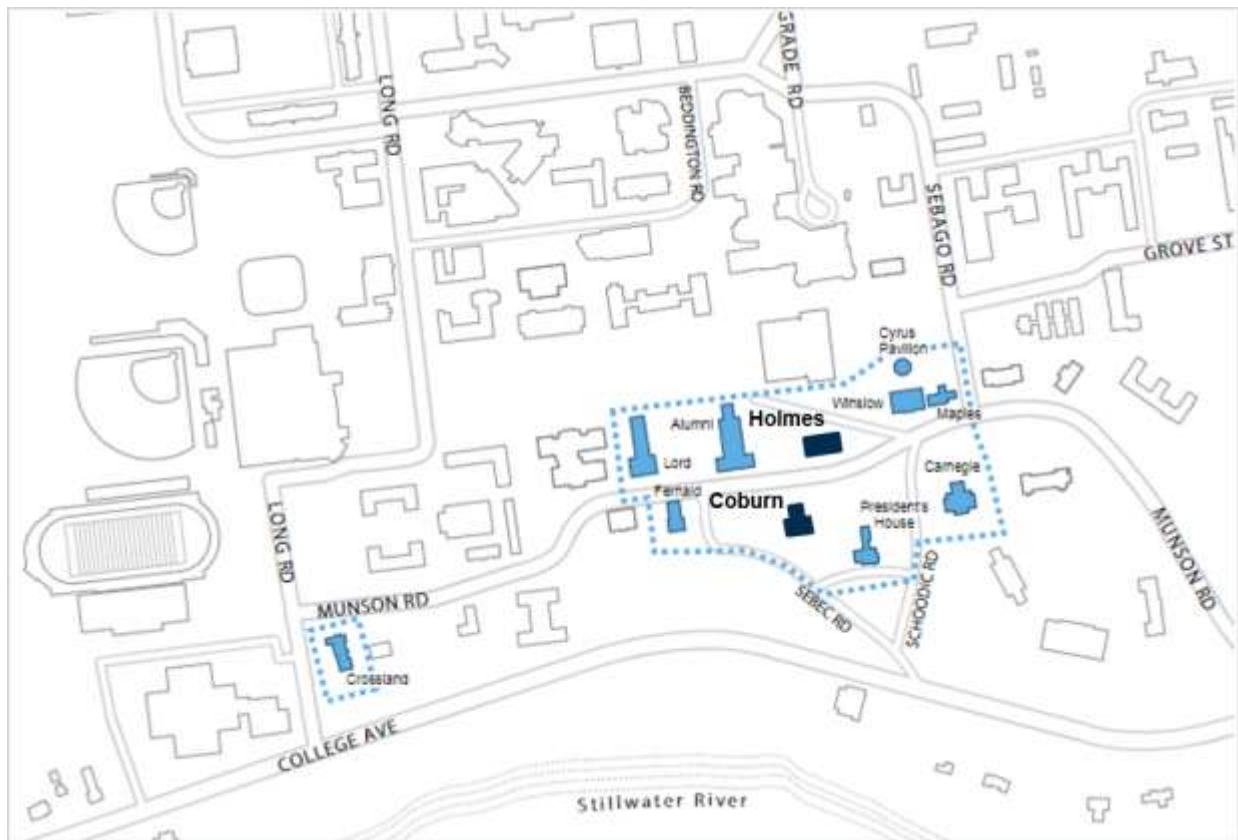 GRADE RD
LONG RD
BEDDINGTON RD
SEBAGO RD
GROVE ST
Cyrus
Pavilion
Winslow
Maples
Alumni
Holmes
Lord
Carnegie
Fernald
Coburn
President's
House
LONG RD
MUNSON RD
MUNSON RD
SEBEC RD
SCHOODIC RD
Crossland
COLLEGE AVE
Stillwater River